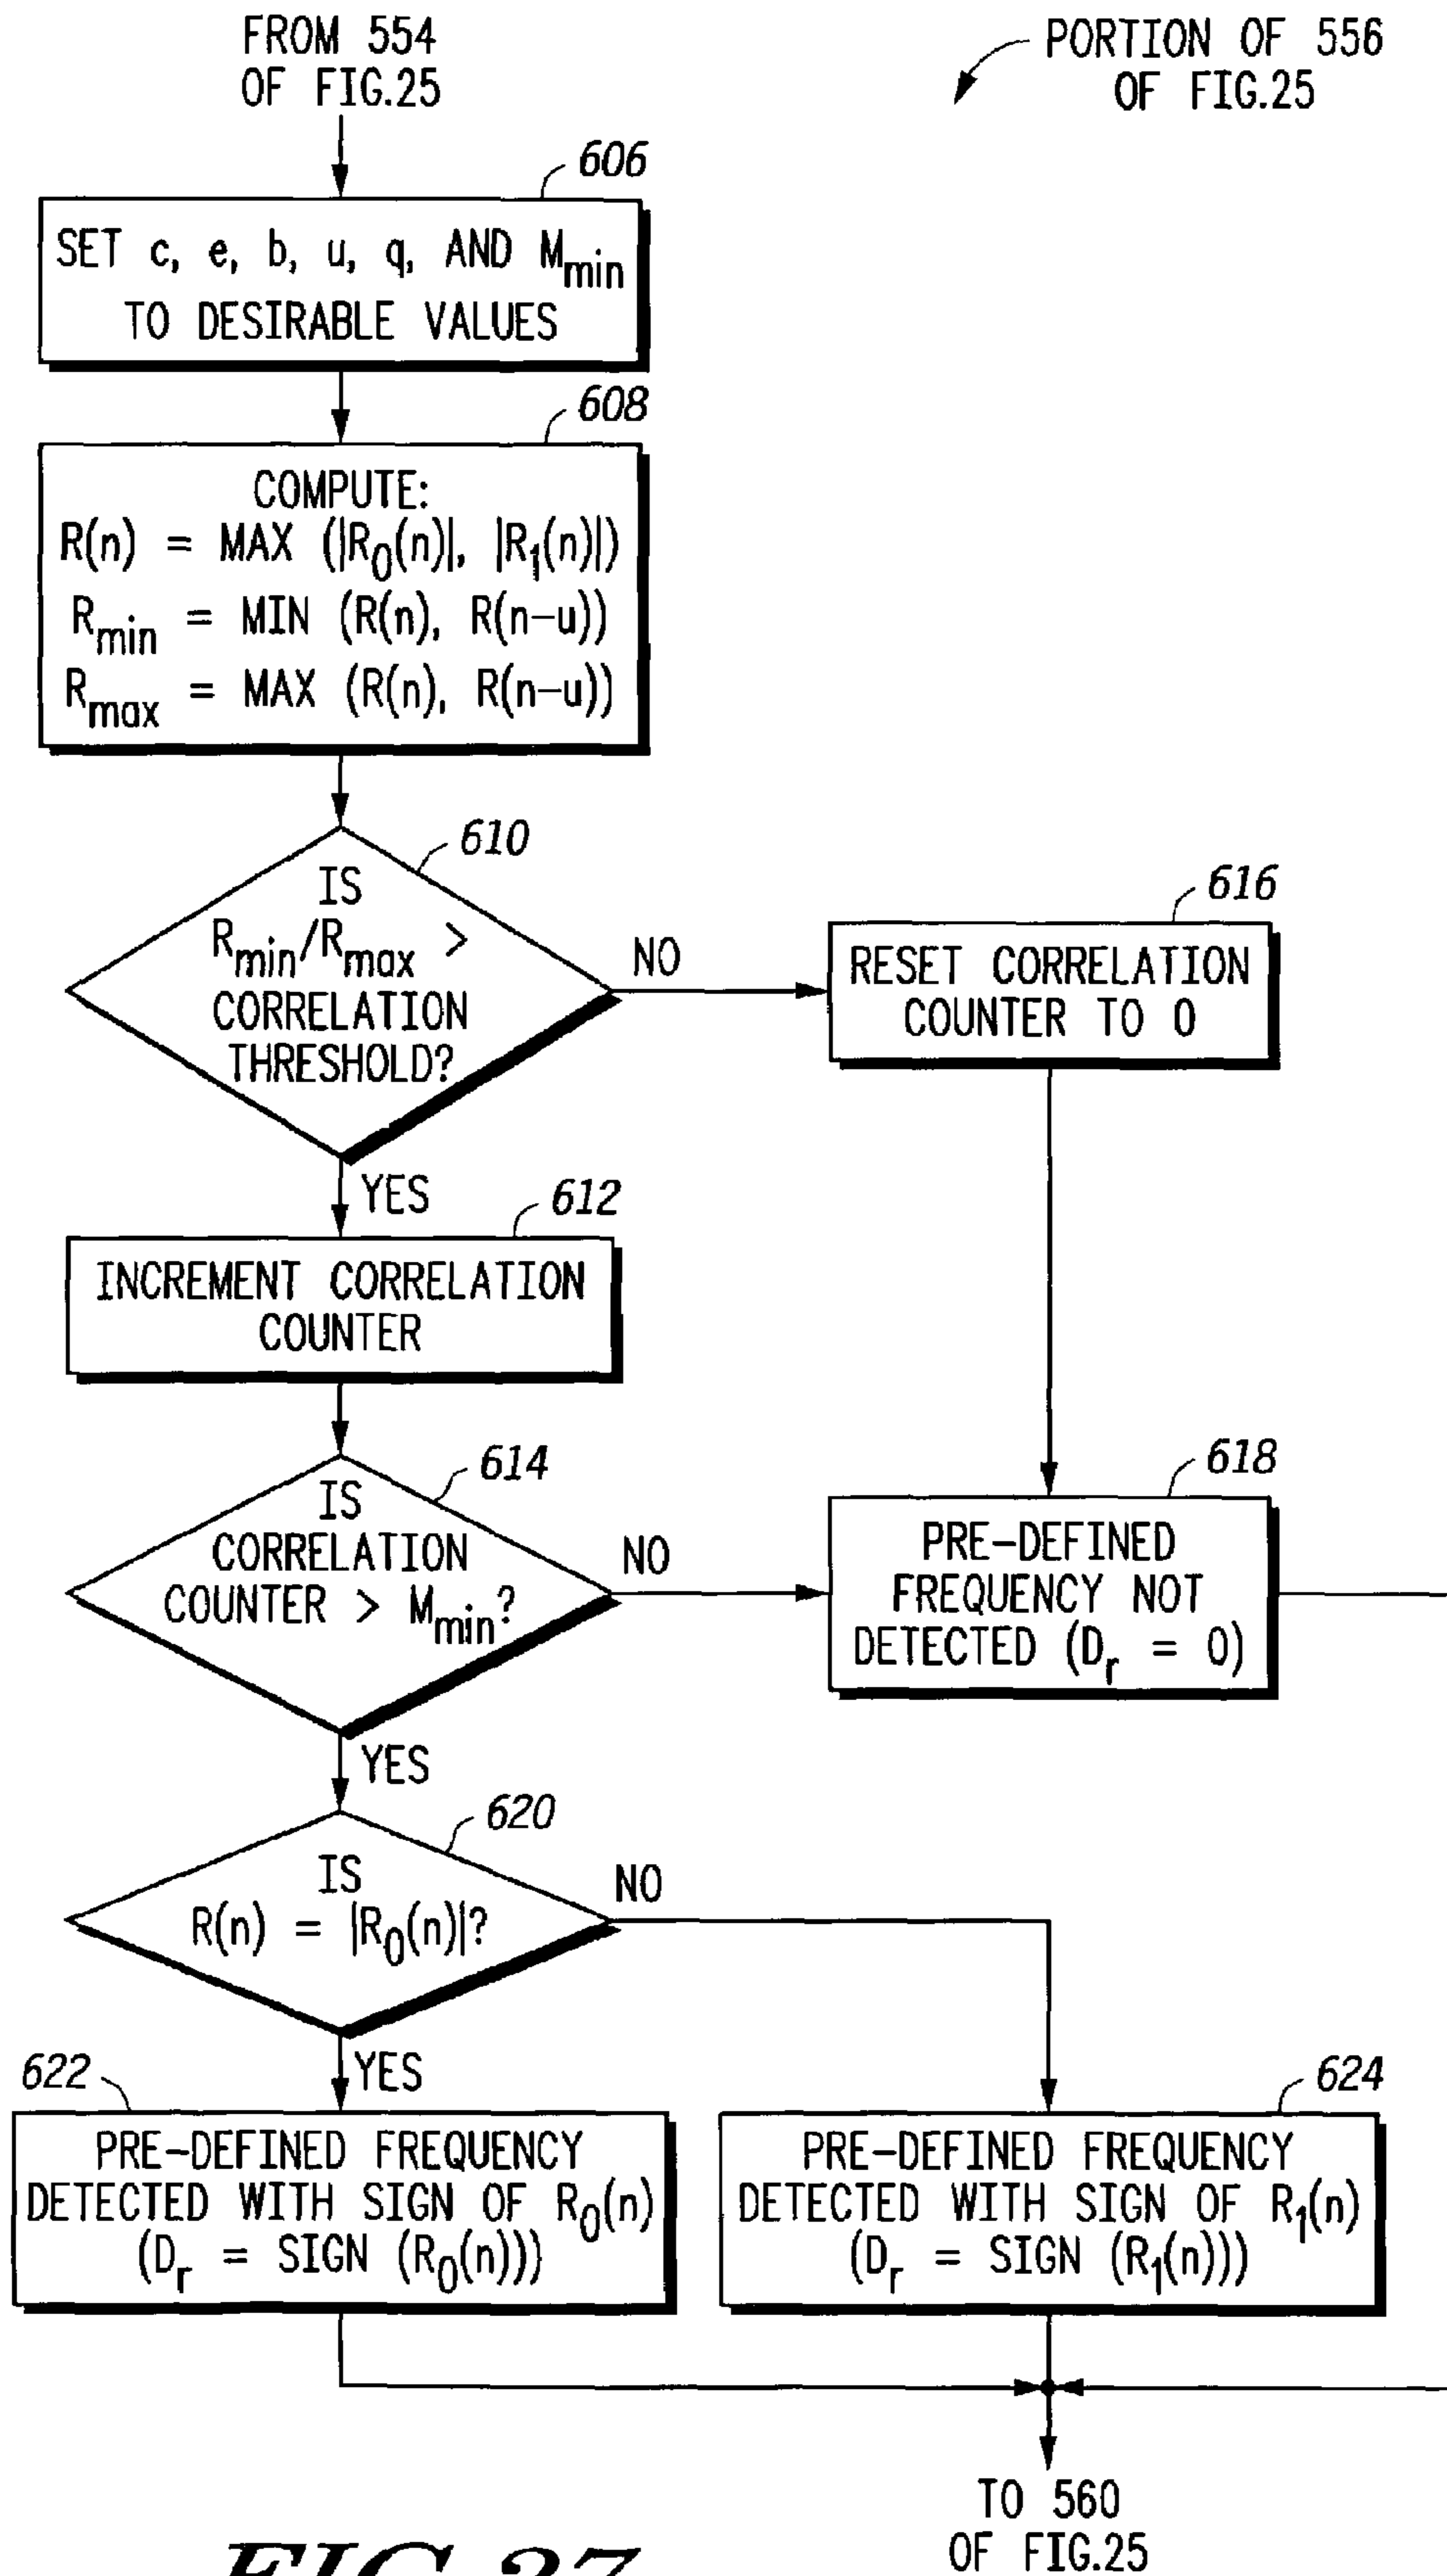 FROM 554
OF FIG.25
PORTION OF 556
OF FIG.25
606
SET c, e, b, u, q, AND Mmin
TO DESIRABLE VALUES
608
COMPUTE:
R(n) = MAX (|R0(n)|, |R1(n)|)
Rmin = MIN (R(n), R(n-u))
Rmax = MAX (R(n), R(n-u))
610
IS
Rmin/Rmax >
CORRELATION
THRESHOLD?
NO
616
RESET CORRELATION
COUNTER TO 0
YES
612
INCREMENT CORRELATION
COUNTER
614
IS
CORRELATION
COUNTER > Mmin?
NO
618
PRE-DEFINED
FREQUENCY NOT
DETECTED (Dr = 0)
YES
620
IS
R(n) = |R0(n)|?
NO
YES
622
PRE-DEFINED FREQUENCY
DETECTED WITH SIGN OF R0(n)
(Dr = SIGN (R0(n)))
624
PRE-DEFINED FREQUENCY
DETECTED WITH SIGN OF R1(n)
(Dr = SIGN (R1(n)))
TO 560
OF FIG.25
FIG.27